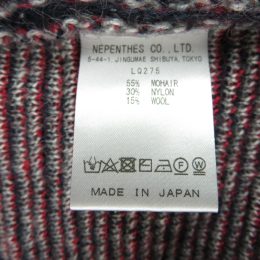 NEPENTHES CO., LTD.
5-44-1 JINGUMAE SHIBUYA, TOKYO
LQ275
55% MOHAIR
30% NYLON
15% WOOL
MADE IN JAPAN